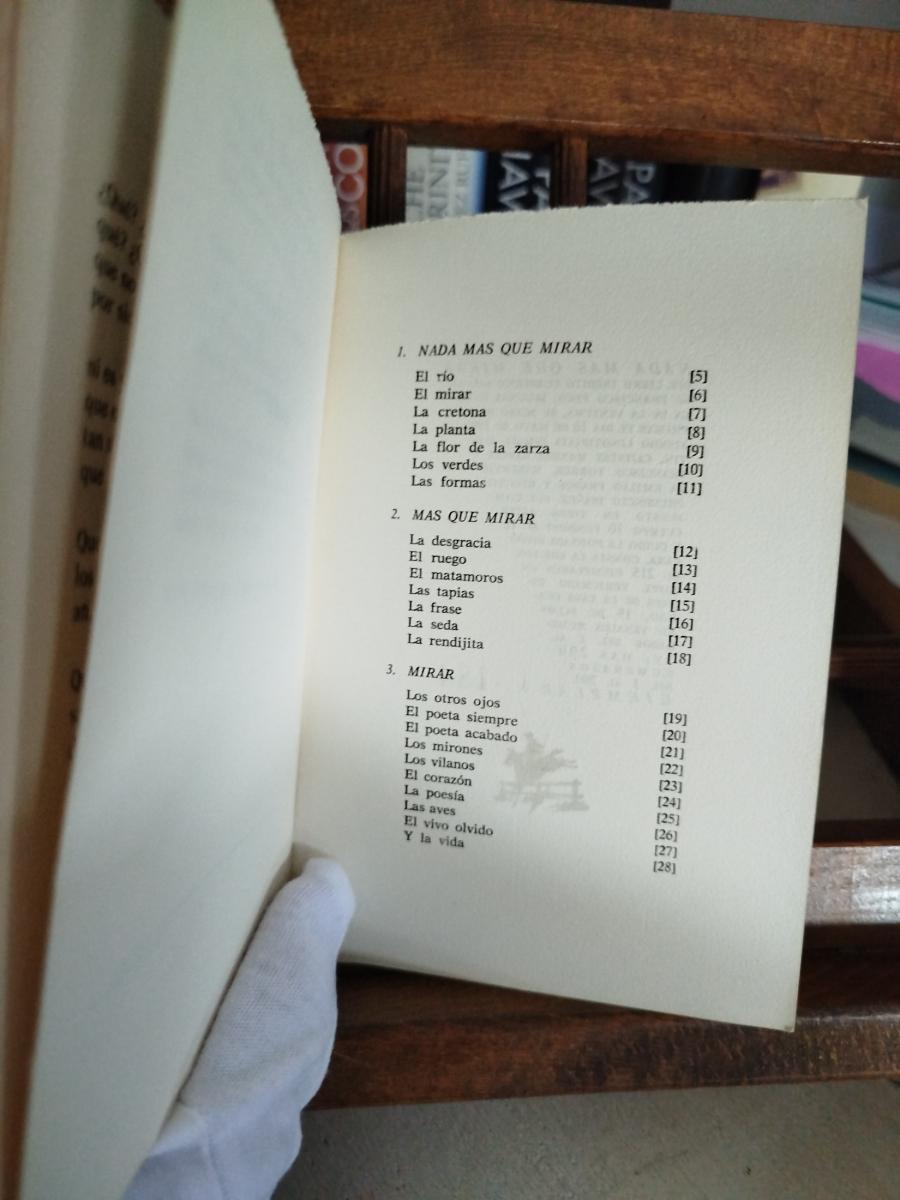 1. NADA MAS QUE MIRAR
El río [5]
El mirar [6]
La cretona [7]
La planta [8]
La flor de la zarza [9]
Los verdes [10]
Las formas [11]
2. MAS QUE MIRAR
La desgracia [12]
El ruego [13]
El matamoros [14]
Las tapias [15]
La frase [16]
La seda [17]
La rendijita [18]
3. MIRAR
Los otros ojos [19]
El poeta siempre [20]
El poeta acabado [21]
Los mirones [22]
Los vilanos [23]
El corazón [24]
La poesía [25]
Las aves [26]
El vivo olvido [27]
Y la vida [28]